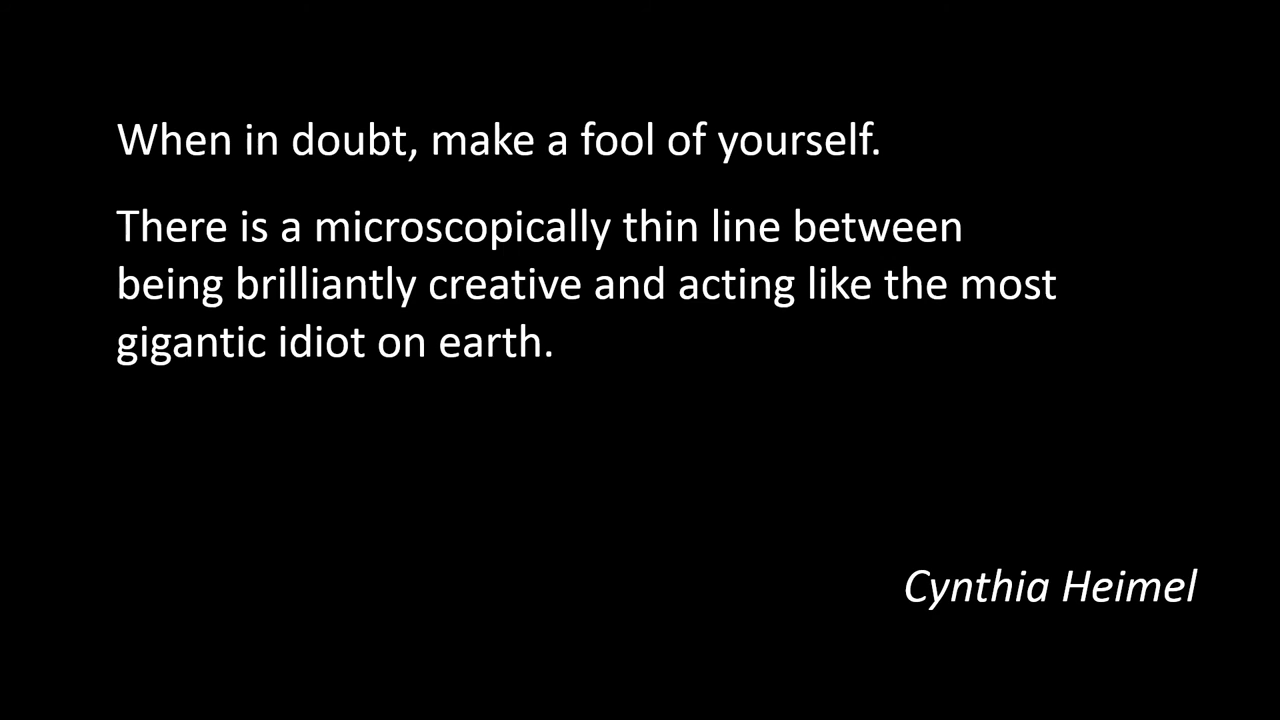 When in doubt, make a fool of yourself.
There is a microscopically thin line between
being brilliantly creative and acting like the most
gigantic idiot on earth.
Cynthia Heimel